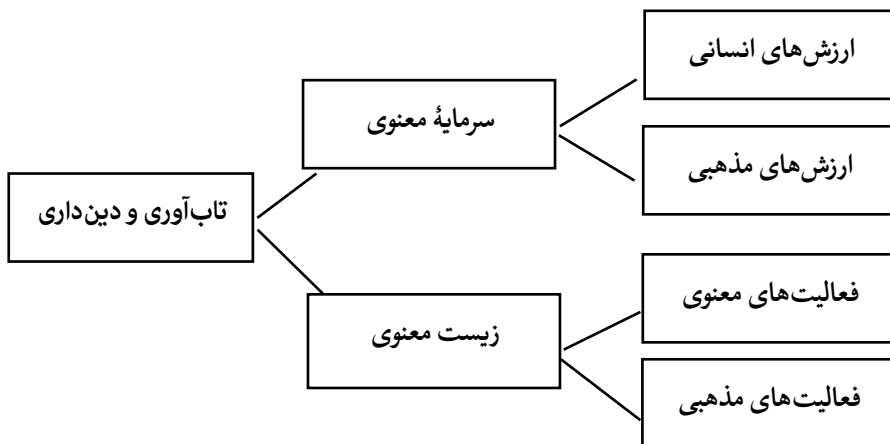 ارزش‌های انسانی
سرمایۀ معنوی
ارزش‌های مذهبی
تاب‌آوری و دین‌داری
فعالیت‌های معنوی
زیست معنوی
فعالیت‌های مذهبی